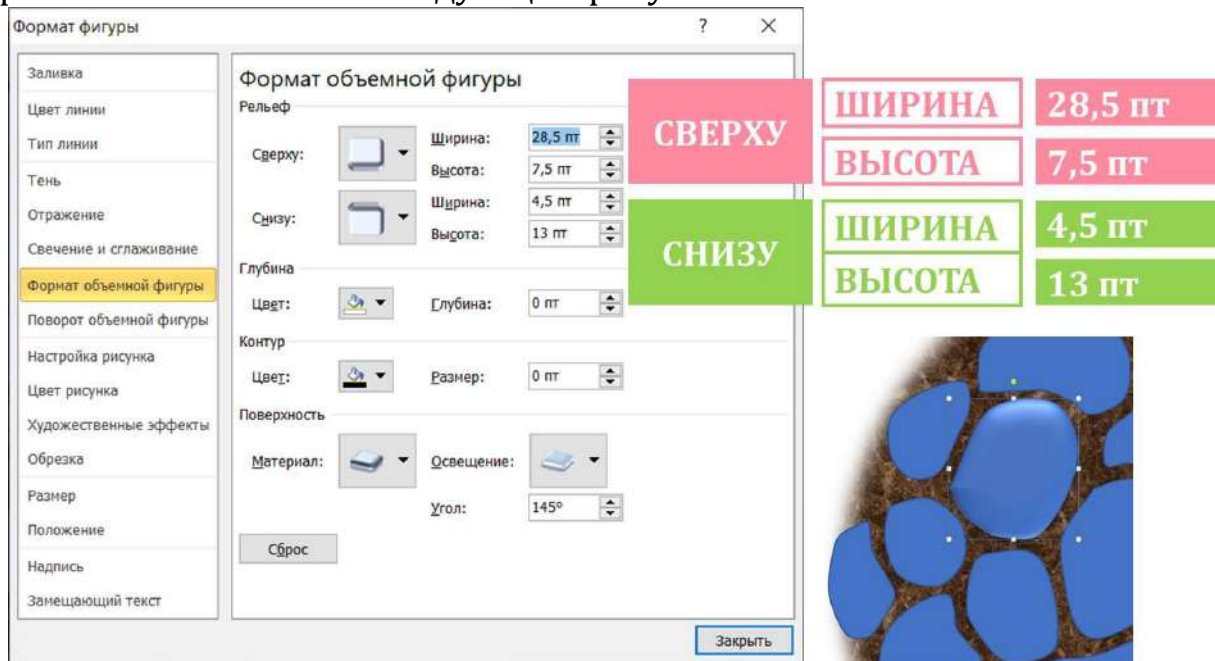 Формат фигуры ? ×
Заливка
Цвет линии
Тип линии
Тень
Отражение
Свечение и сглаживание
Формат объемной фигуры
Поворот объемной фигуры
Настройка рисунка
Цвет рисунка
Художественные эффекты
Обрезка
Размер
Положение
Надпись
Замещающий текст
Формат объемной фигуры
Рельеф
Сверху: Ширина: 28,5 пт
Высота: 7,5 пт
Снизу: Ширина: 4,5 пт
Высота: 13 пт
Глубина
Цвет: Глубина: 0 пт
Контур
Цвет: Размер: 0 пт
Поверхность
Материал: Освещение:
Угол: 145°
Сброс
Закрыть
СВЕРХУ
ШИРИНА 28,5 пт
ВЫСОТА 7,5 пт
СНИЗУ
ШИРИНА 4,5 пт
ВЫСОТА 13 пт